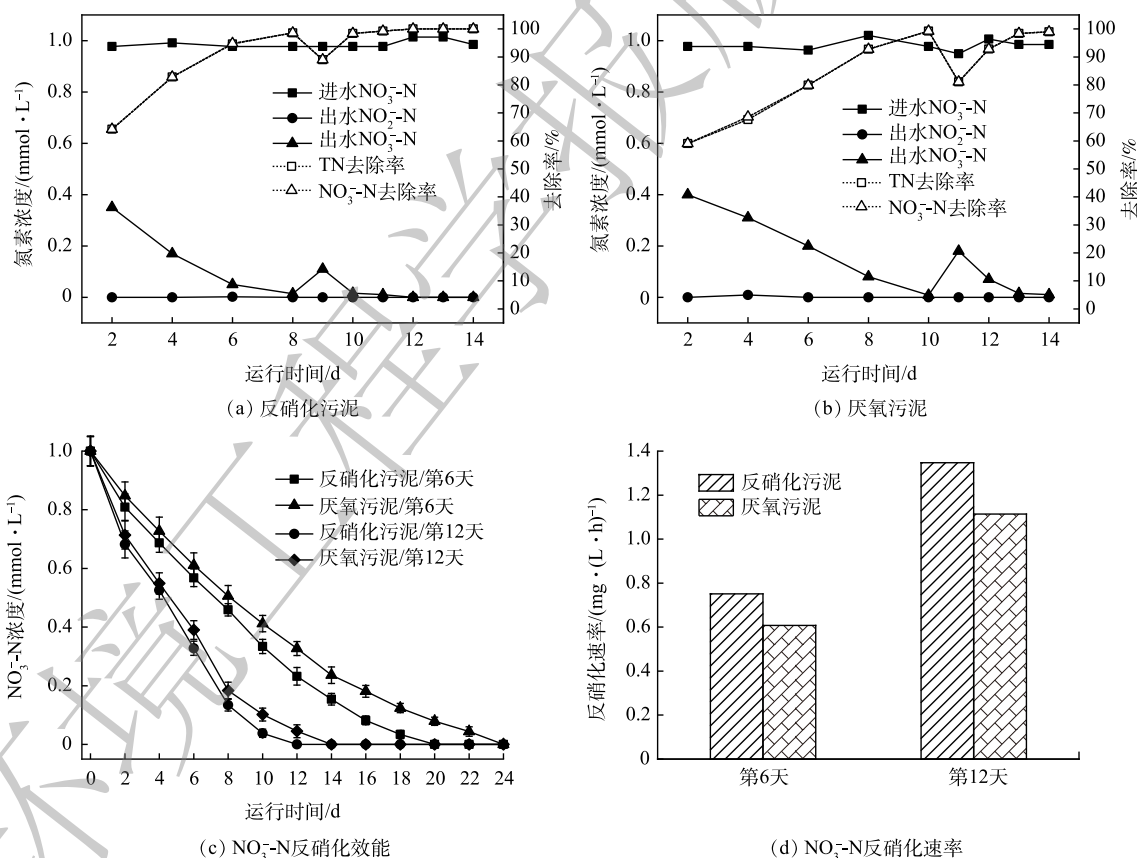 1.0
0.8
0.6
0.4
0.2
0
100
90
80
70
60
50
40
30
20
10
0
氮素浓度/(mmol·L⁻¹)
去除率/%
进水NO₃⁻-N
出水NO₂⁻-N
出水NO₃⁻-N
TN去除率
NO₃⁻-N去除率
2 4 6 8 10 12 14
运行时间/d
(a) 反硝化污泥
1.0
0.8
0.6
0.4
0.2
0
100
90
80
70
60
50
40
30
20
10
0
氮素浓度/(mmol·L⁻¹)
去除率/%
进水NO₃⁻-N
出水NO₂⁻-N
出水NO₃⁻-N
TN去除率
NO₃⁻-N去除率
2 4 6 8 10 12 14
运行时间/d
(b) 厌氧污泥
1.0
0.8
0.6
0.4
0.2
0
NO₃⁻-N浓度/(mmol·L⁻¹)
反硝化污泥/第6天
厌氧污泥/第6天
反硝化污泥/第12天
厌氧污泥/第12天
0 2 4 6 8 10 12 14 16 18 20 22 24
运行时间/d
(c) NO₃⁻-N反硝化效能
1.4
1.2
1.0
0.8
0.6
0.4
0.2
0
反硝化速率/(mg·(L·h)⁻¹)
反硝化污泥
厌氧污泥
第6天 第12天
(d) NO₃⁻-N反硝化速率
环境工程学报